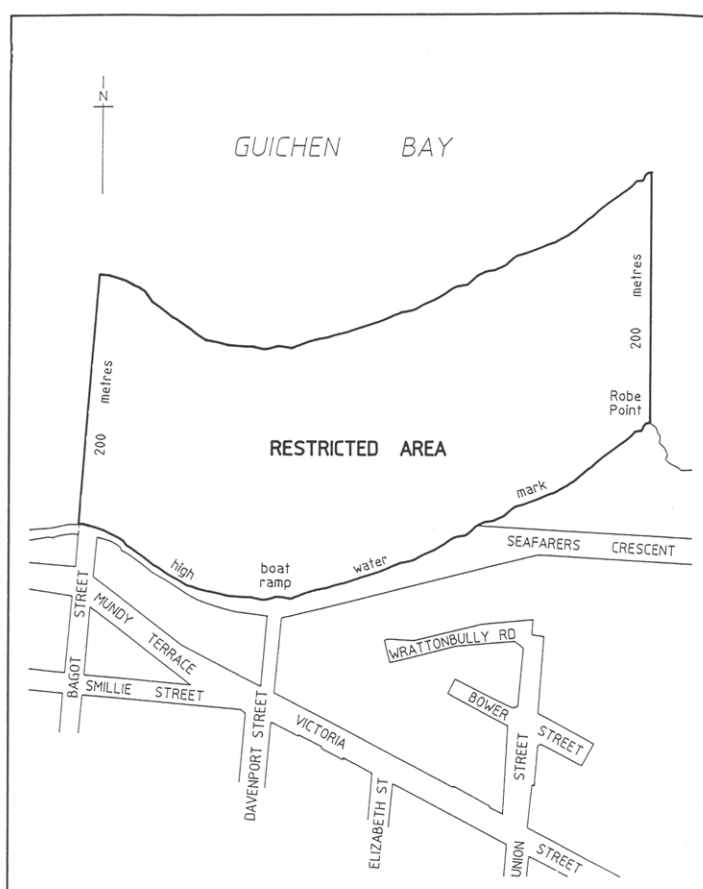 N
GUICHEN BAY
200 metres
200 metres
Robe
Point
RESTRICTED AREA
high
boat
ramp
water
mark
SEAFARERS CRESCENT
BAGOT STREET
MUNDY TERRACE
SMILLIE STREET
DAVENPORT STREET
VICTORIA STREET
ELIZABETH ST
WRATTONBULLY RD
BOWER STREET
UNION STREET